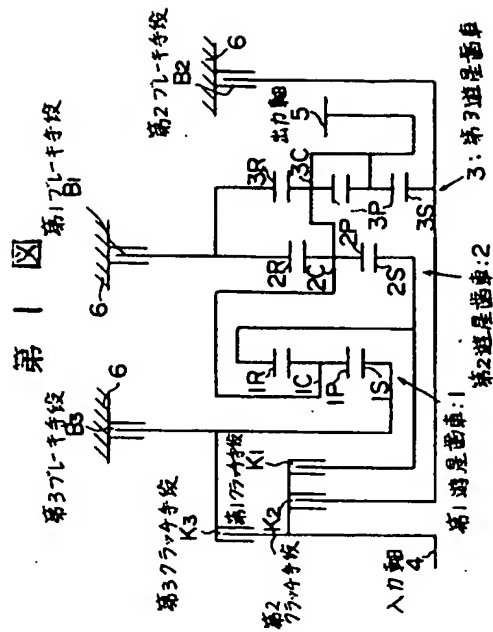 第 1 図
第3ブレーキ手段
B3
6
第1ブレーキ手段
B1
6
第2ブレーキ手段
B2
6
第3クラッチ手段
K3
第1クラッチ手段
K1
第2
クラッチ手段
K2
入力軸
4
1R
1C
1P
1S
2R
2C
2P
2S
3R
3C
3P
3S
出力軸
5
第1遊星歯車:1
第2遊星歯車:2
3:第3遊星歯車